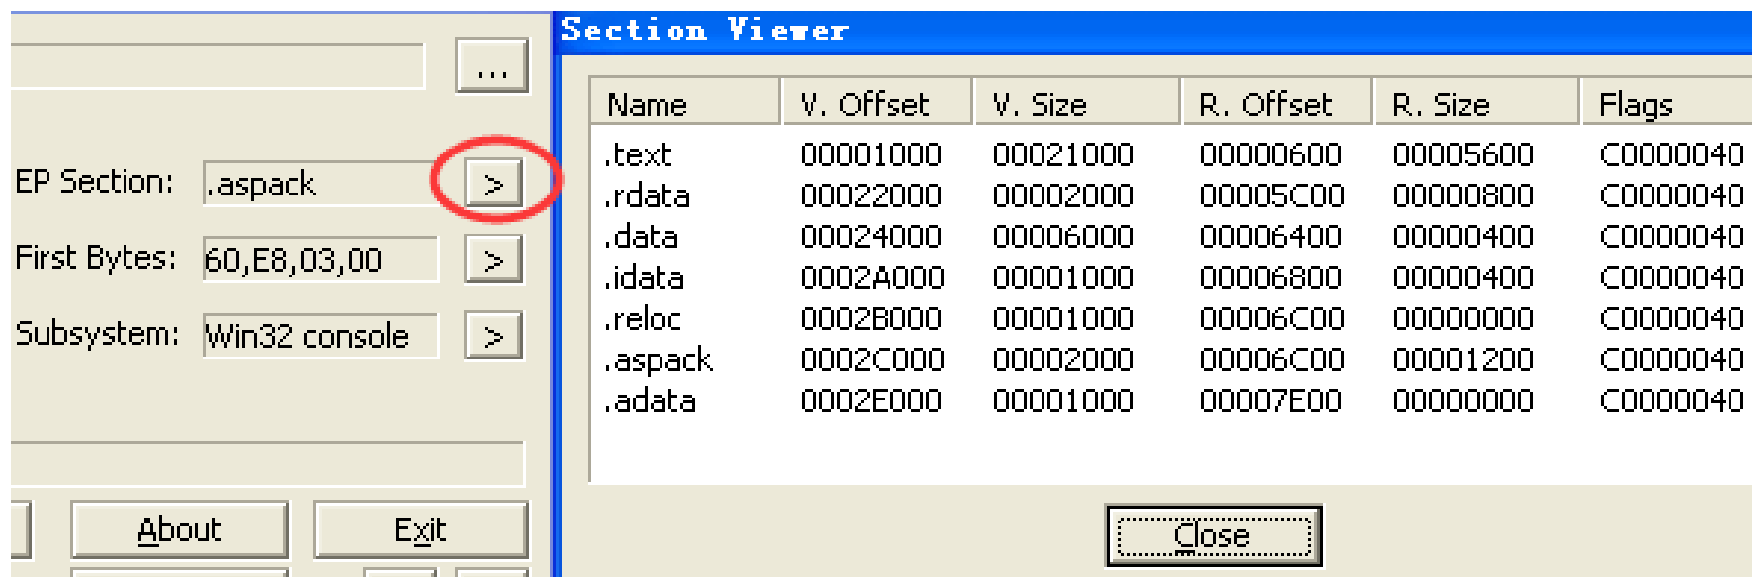 ...
EP Section: .aspack >
First Bytes: 60,E8,03,00 >
Subsystem: Win32 console >
About Exit
Section Viewer
Name V. Offset V. Size R. Offset R. Size Flags
.text 00001000 00021000 00000600 00005600 C0000040
.rdata 00022000 00002000 00005C00 00000800 C0000040
.data 00024000 00006000 00006400 00000400 C0000040
.idata 0002A000 00001000 00006800 00000400 C0000040
.reloc 0002B000 00001000 00006C00 00000000 C0000040
.aspack 0002C000 00002000 00006C00 00001200 C0000040
.adata 0002E000 00001000 00007E00 00000000 C0000040
Close